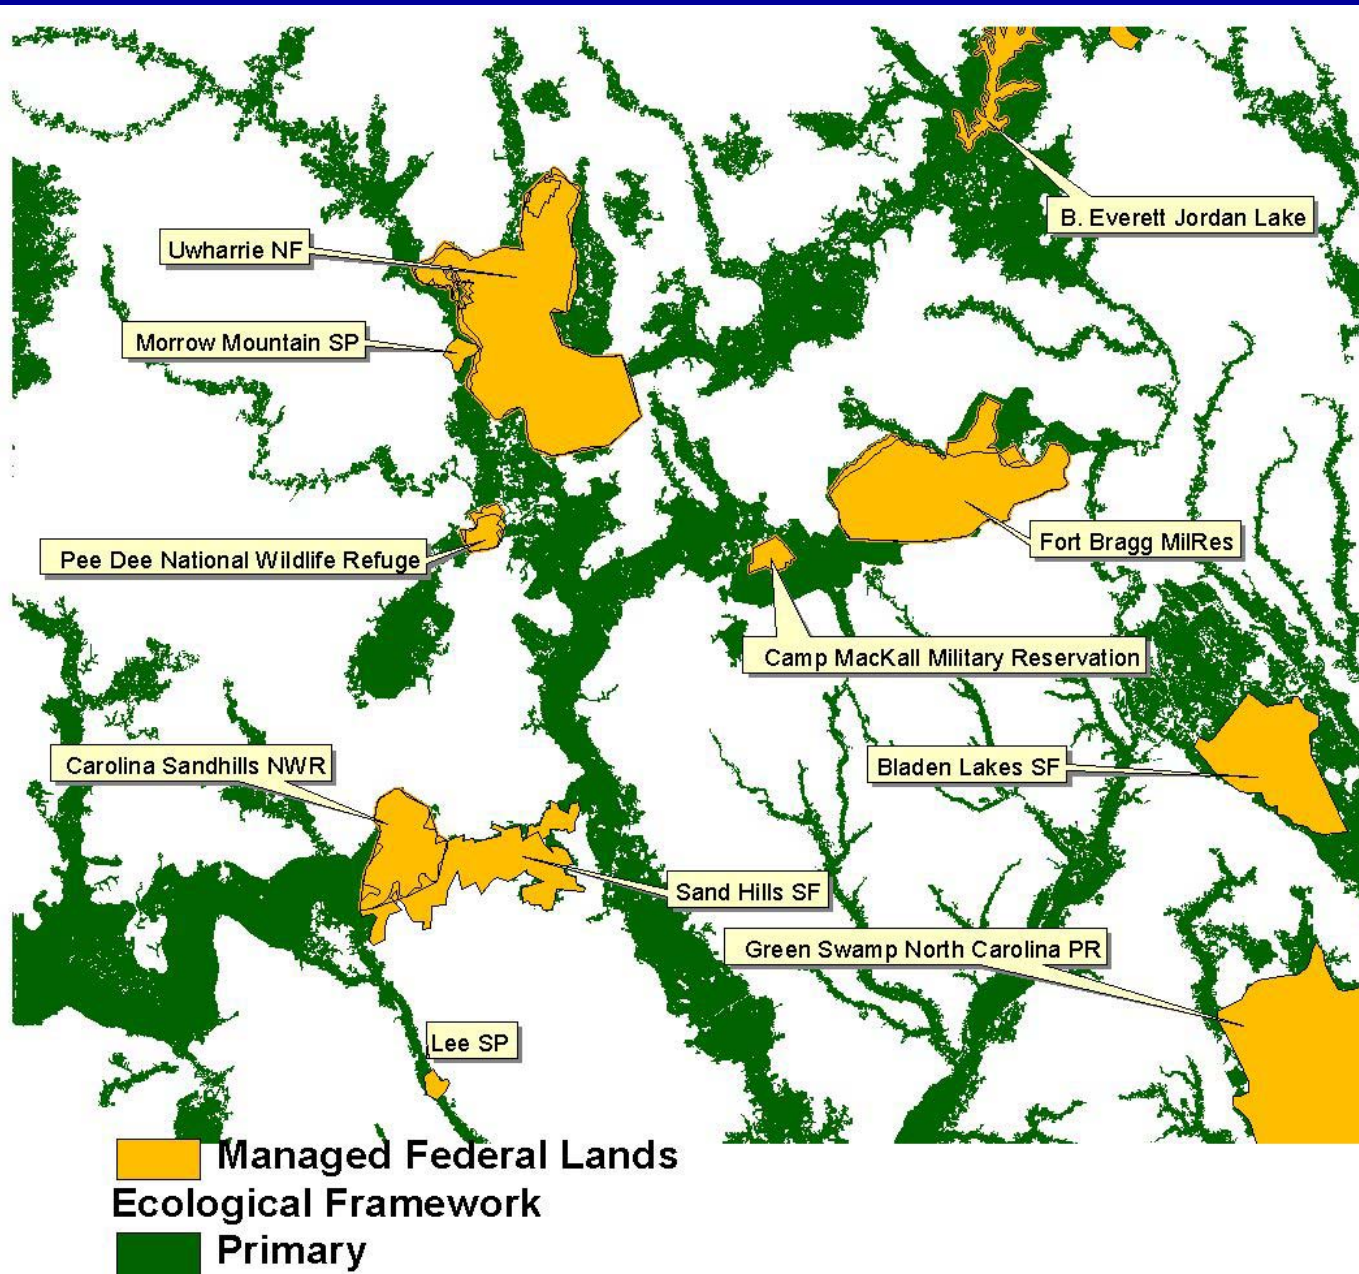 B. Everett Jordan Lake
Uwharrie NF
Morrow Mountain SP
Fort Bragg MilRes
Pee Dee National Wildlife Refuge
Camp MacKall Military Reservation
Carolina Sandhills NWR
Bladen Lakes SF
Sand Hills SF
Green Swamp North Carolina PR
Lee SP
Managed Federal Lands
Ecological Framework
Primary